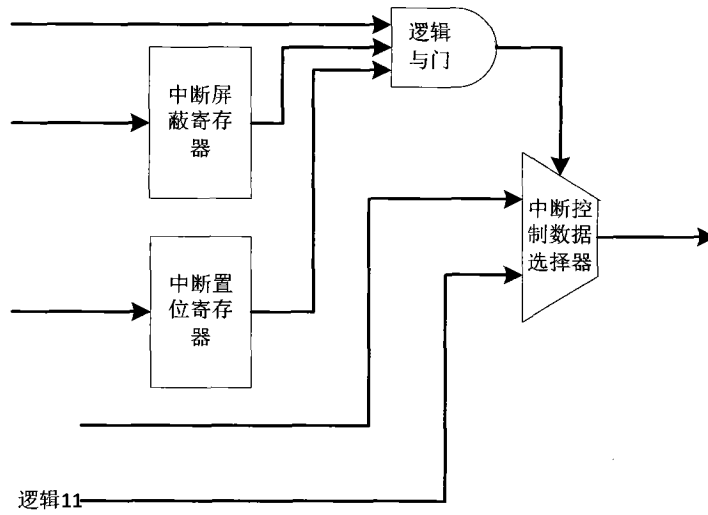 逻辑
与门
中断屏
蔽寄存
器
中断控
制数据
选择器
中断置
位寄存
器
逻辑11